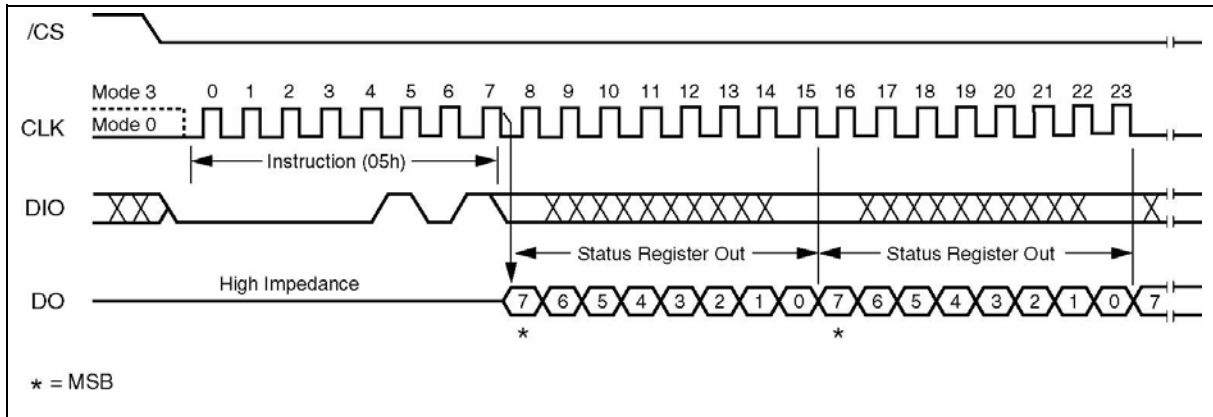 /CS
Mode 3 0 1 2 3 4 5 6 7 8 9 10 11 12 13 14 15 16 17 18 19 20 21 22 23
CLK Mode 0
Instruction (05h)
DIO
Status Register Out Status Register Out
High Impedance
DO 7 6 5 4 3 2 1 0 7 6 5 4 3 2 1 0 7
* *
* = MSB